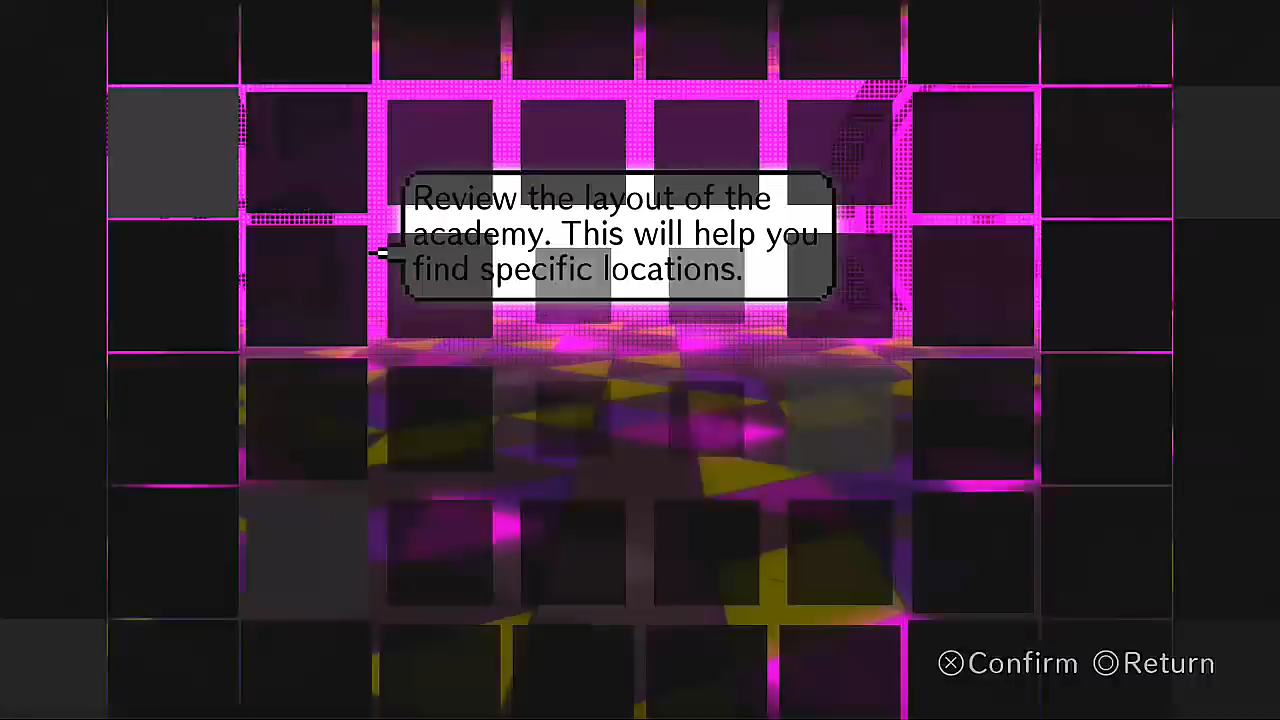 Review the layout of the
academy. This will help you
find specific locations.
Confirm Return